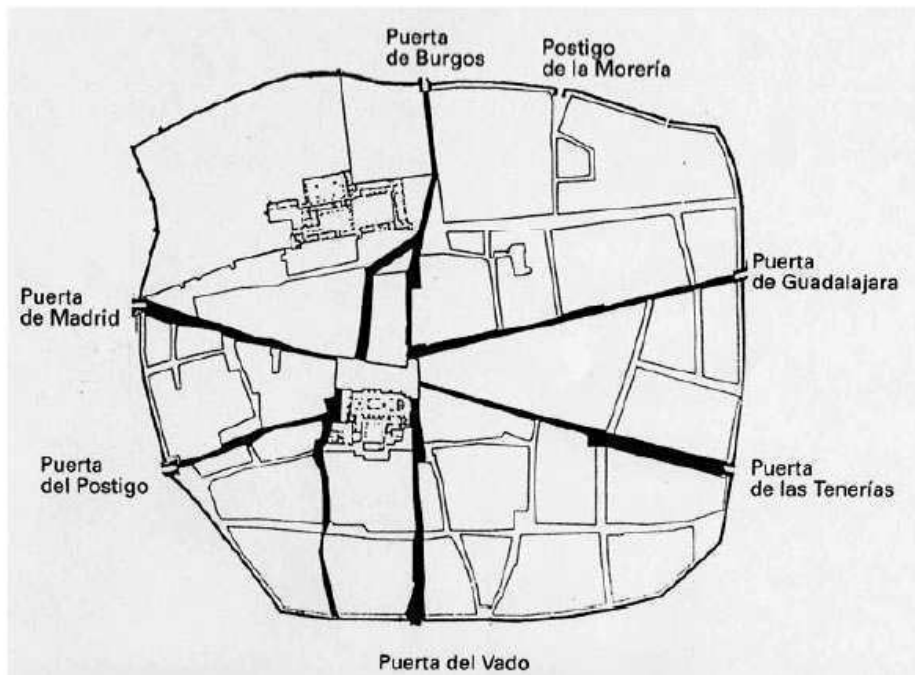 Puerta
de Burgos
Postigo
de la Morería
Puerta
de Guadalajara
Puerta
de Madrid
Puerta
del Postigo
Puerta
de las Tenerías
Puerta del Vado